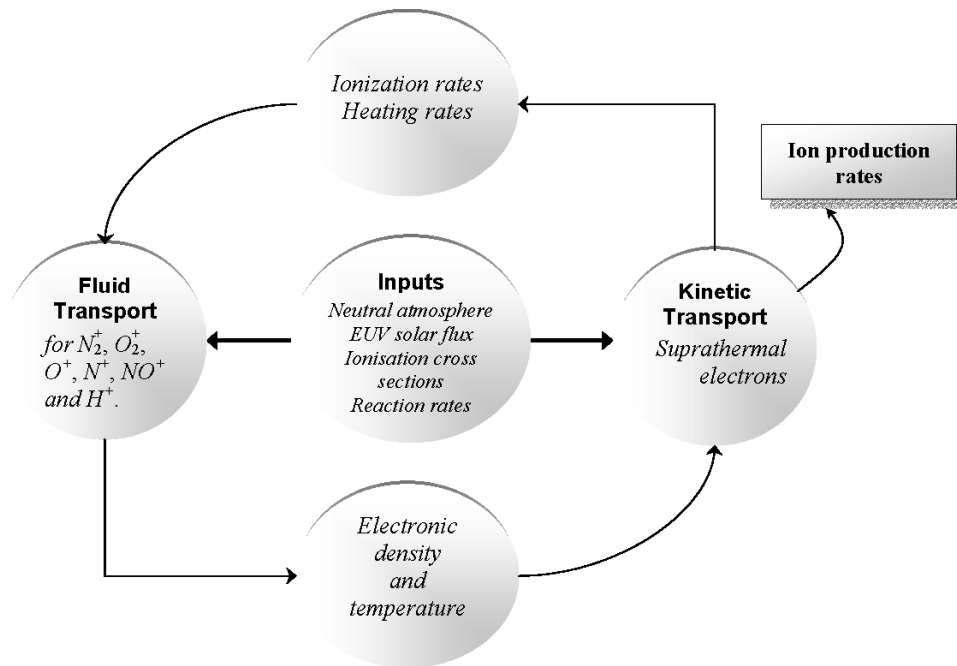 Ionization rates
Heating rates
Ion production
rates
Fluid
Transport
for N₂⁺, O₂⁺,
O⁺, N⁺, NO⁺
and H⁺.
Inputs
Neutral atmosphere
EUV solar flux
Ionisation cross
sections
Reaction rates
Kinetic
Transport
Suprathermal
electrons
Electronic
density
and
temperature